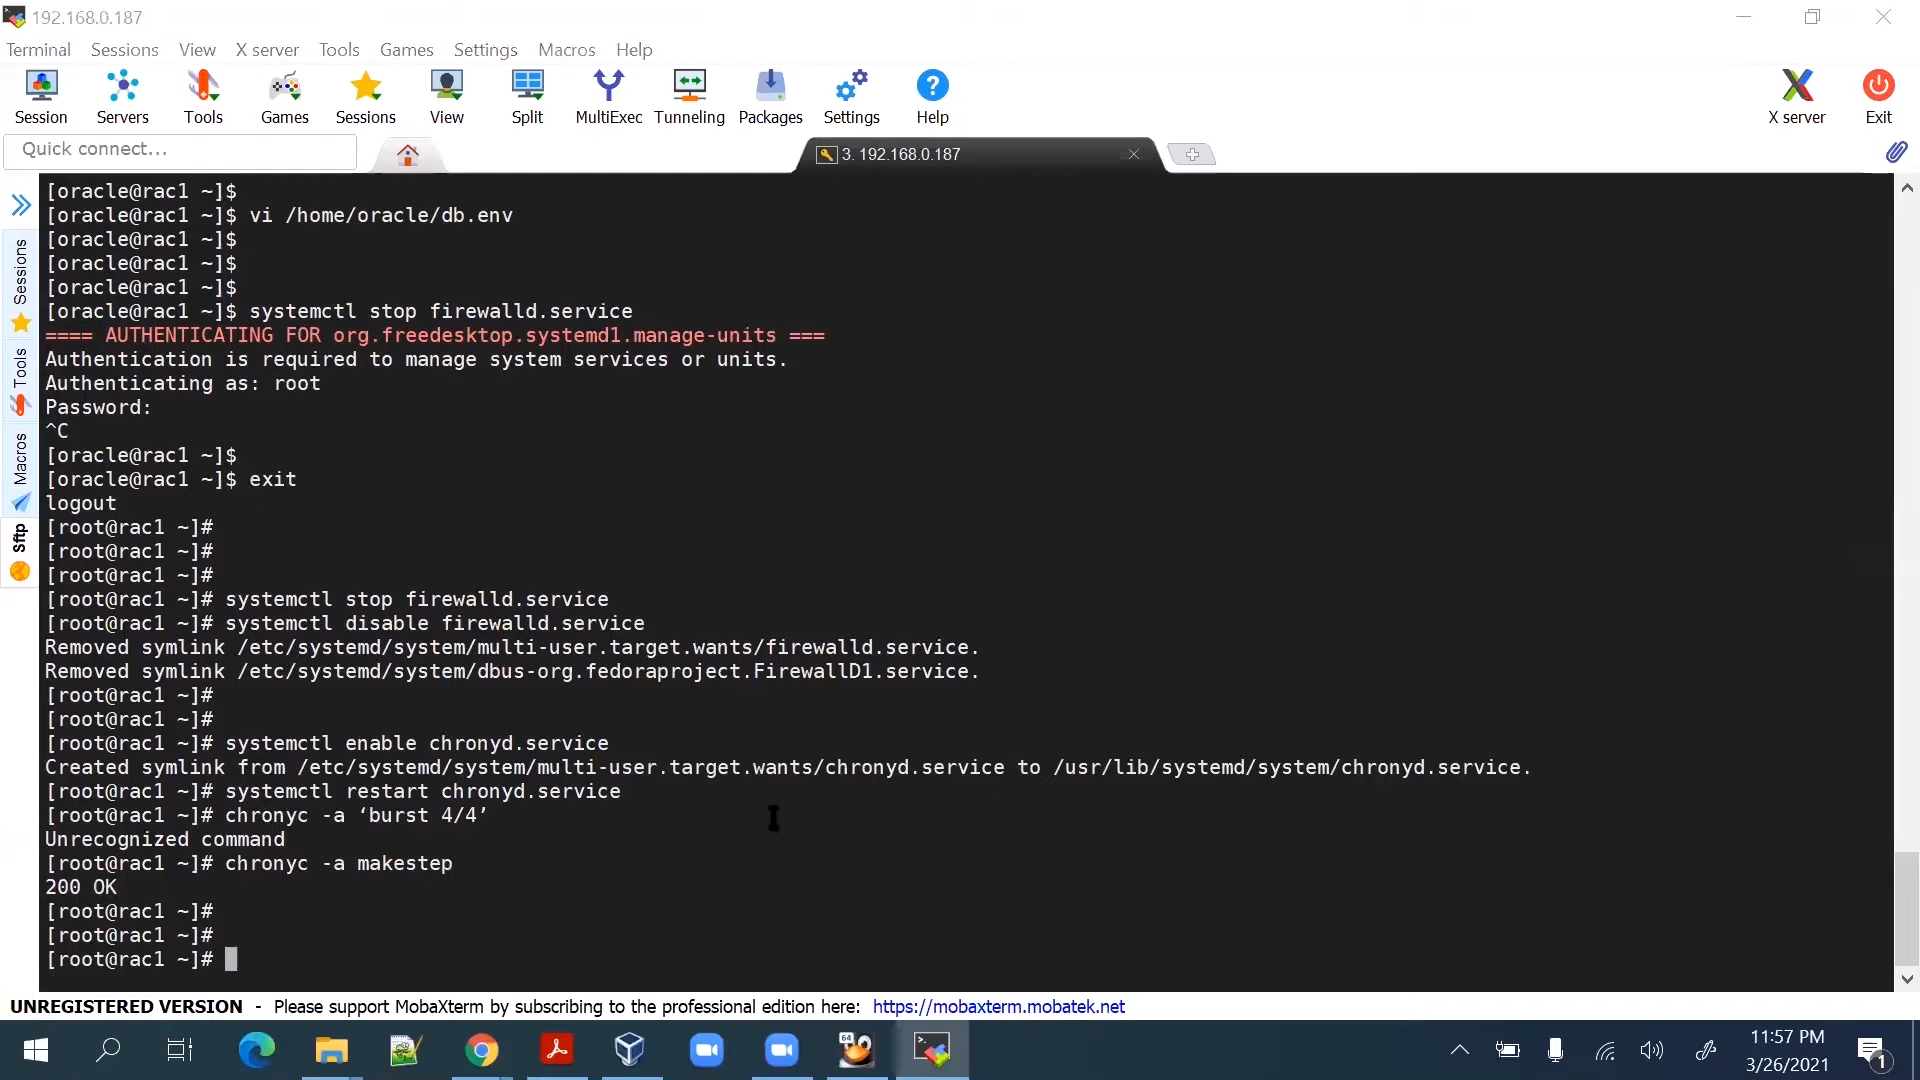 192.168.0.187
Terminal Sessions View X server Tools Games Settings Macros Help
Session Servers Tools Games Sessions View Split MultiExec Tunneling Packages Settings Help X server Exit
Quick connect...
3. 192.168.0.187
Sessions
Tools
Macros
Sftp
[oracle@rac1 ~]$
[oracle@rac1 ~]$ vi /home/oracle/db.env
[oracle@rac1 ~]$
[oracle@rac1 ~]$
[oracle@rac1 ~]$
[oracle@rac1 ~]$ systemctl stop firewalld.service
==== AUTHENTICATING FOR org.freedesktop.systemd1.manage-units ===
Authentication is required to manage system services or units.
Authenticating as: root
Password:
^C
[oracle@rac1 ~]$
[oracle@rac1 ~]$ exit
logout
[root@rac1 ~]#
[root@rac1 ~]#
[root@rac1 ~]#
[root@rac1 ~]# systemctl stop firewalld.service
[root@rac1 ~]# systemctl disable firewalld.service
Removed symlink /etc/systemd/system/multi-user.target.wants/firewalld.service.
Removed symlink /etc/systemd/system/dbus-org.fedoraproject.FirewallD1.service.
[root@rac1 ~]#
[root@rac1 ~]#
[root@rac1 ~]# systemctl enable chronyd.service
Created symlink from /etc/systemd/system/multi-user.target.wants/chronyd.service to /usr/lib/systemd/system/chronyd.service.
[root@rac1 ~]# systemctl restart chronyd.service
[root@rac1 ~]# chronyc -a ‘burst 4/4’
Unrecognized command
[root@rac1 ~]# chronyc -a makestep
200 OK
[root@rac1 ~]#
[root@rac1 ~]#
[root@rac1 ~]#
UNREGISTERED VERSION - Please support MobaXterm by subscribing to the professional edition here: https://mobaxterm.mobatek.net
64
11:57 PM
3/26/2021
1